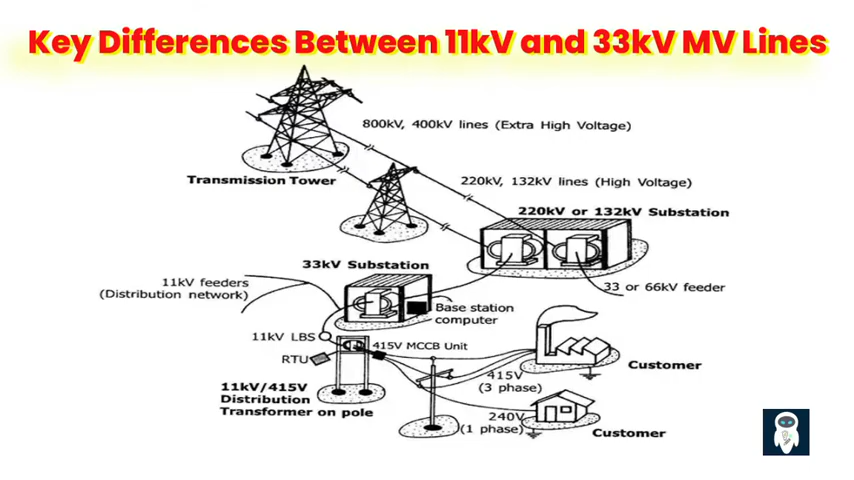 Key Differences Between 11kV and 33kV MV Lines
800kV, 400kV lines (Extra High Voltage)
Transmission Tower
220kV, 132kV lines (High Voltage)
220kV or 132kV Substation
33kV Substation
11kV feeders
(Distribution network)
33 or 66kV feeder
Base station
computer
11kV LBS
415V MCCB Unit
RTU
Customer
415V
(3 phase)
11kV/415V
Distribution
Transformer on pole
240V
(1 phase)
Customer